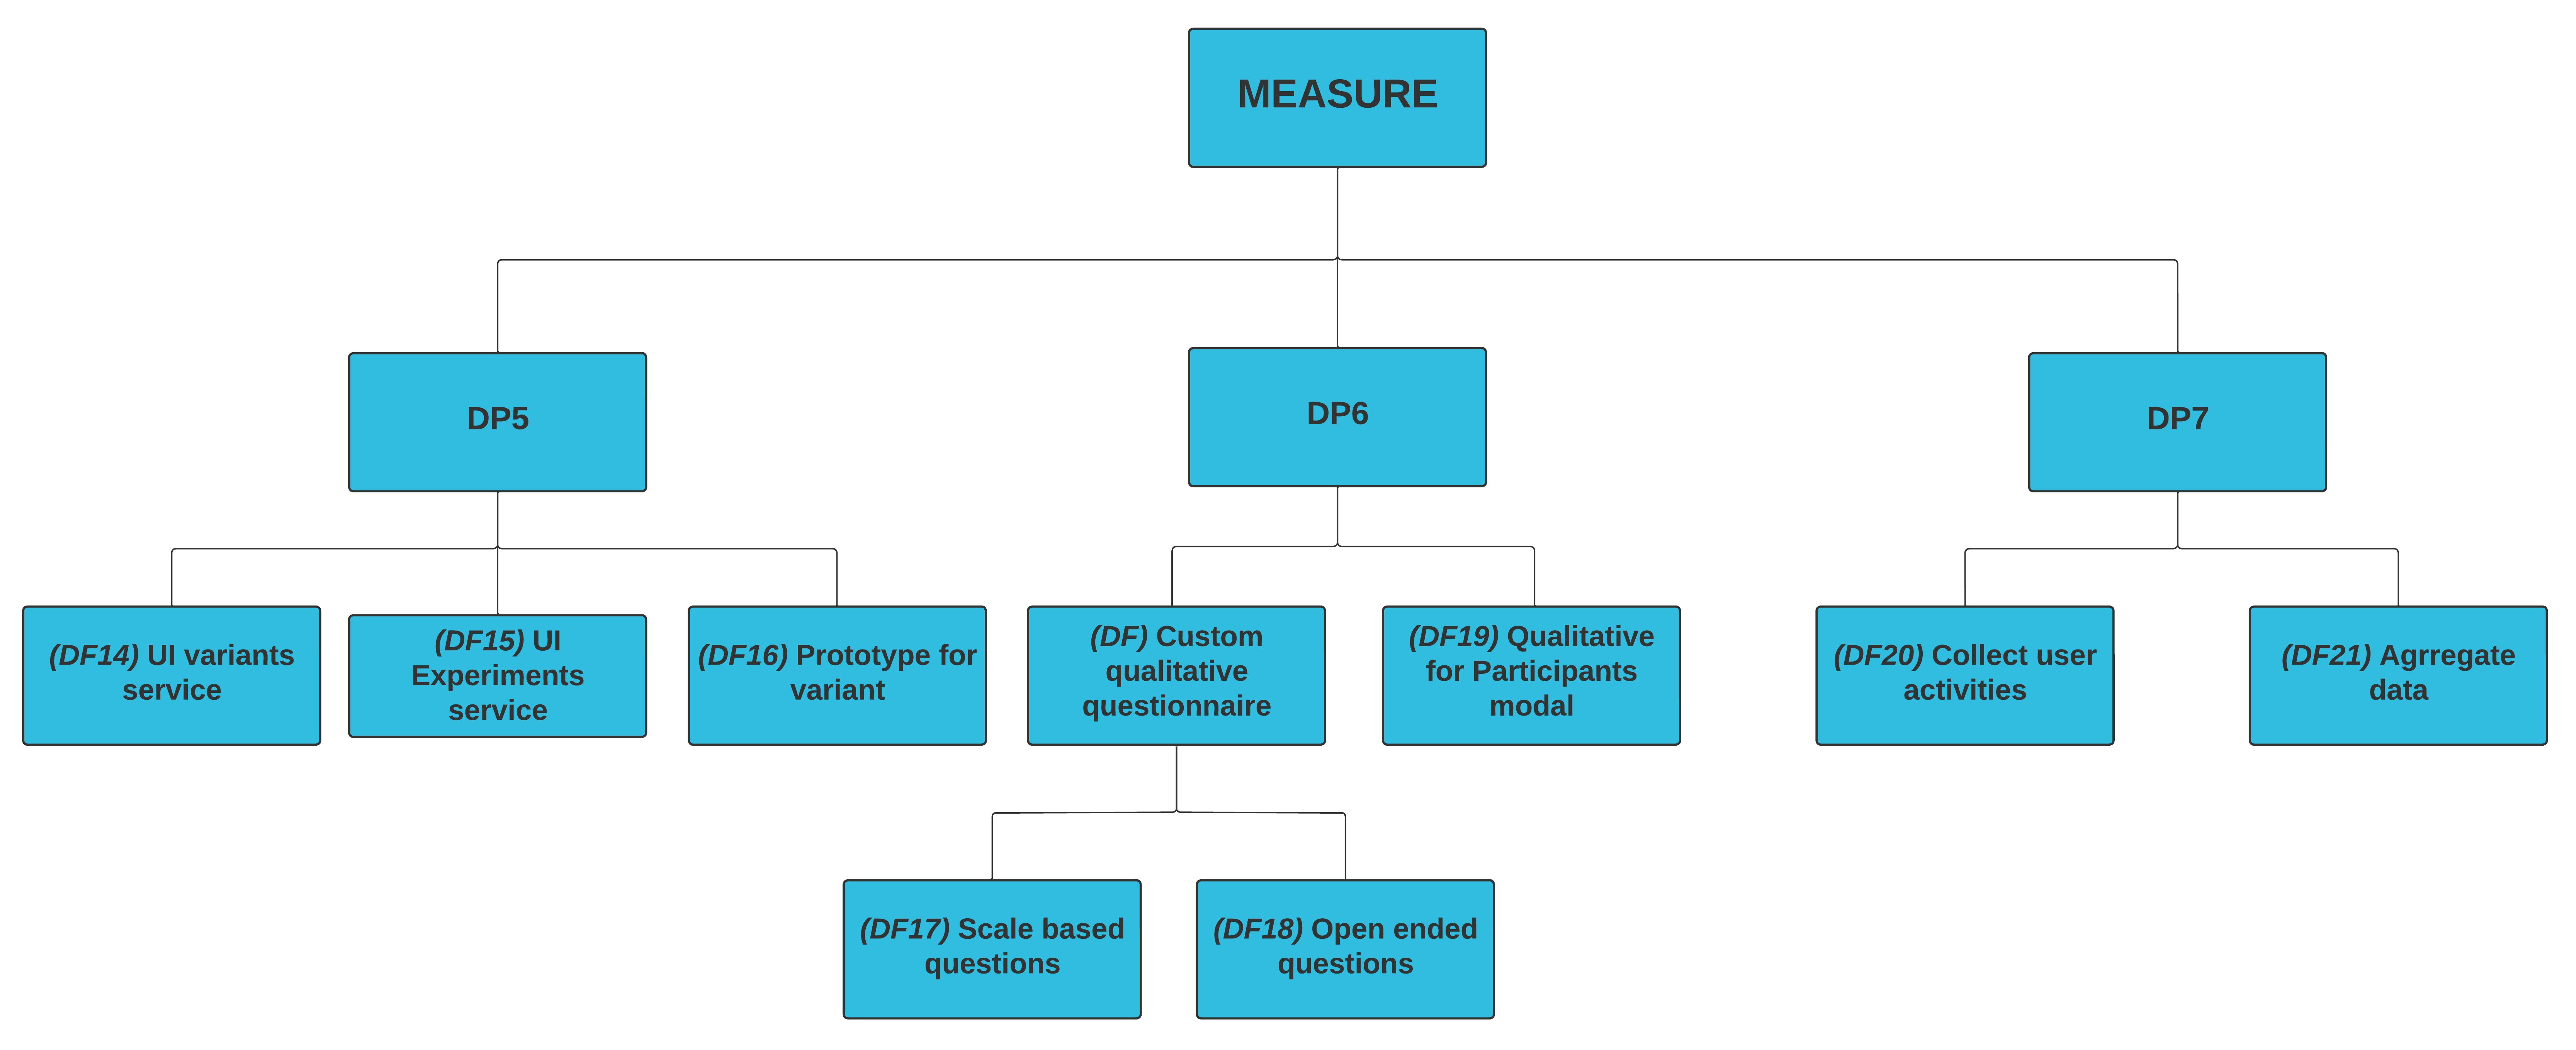 MEASURE
DP5
DP6
DP7
(DF14) UI variants
service
(DF15) UI
Experiments
service
(DF16) Prototype for
variant
(DF) Custom
qualitative
questionnaire
(DF19) Qualitative
for Participants
modal
(DF20) Collect user
activities
(DF21) Agrregate
data
(DF17) Scale based
questions
(DF18) Open ended
questions